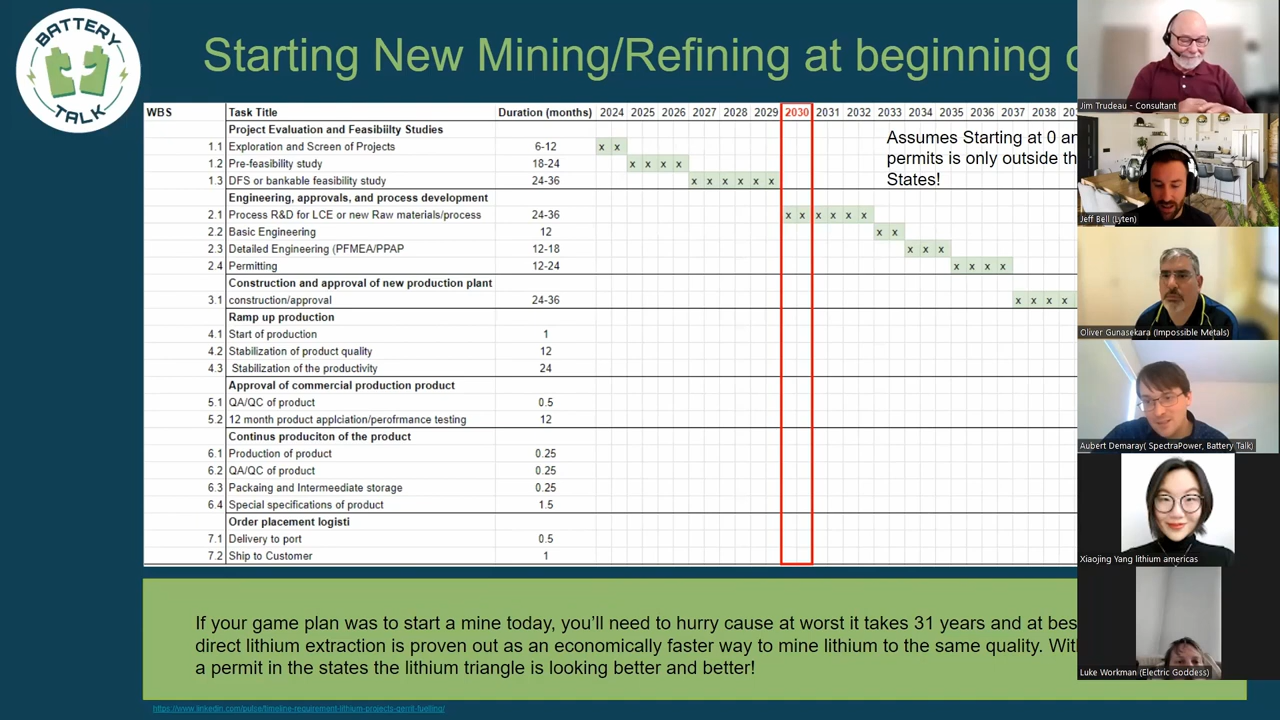 BATTERY
TALK
Starting New Mining/Refining at beginning
WBS Task Title Duration (months) 2024 2025 2026 2027 2028 2029 2030 2031 2032 2033 2034 2035 2036 2037 2038
Project Evaluation and Feasibiilty Studies
1.1 Exploration and Screen of Projects 6-12 x x
1.2 Pre-feasibility study 18-24 x x x x
1.3 DFS or bankable feasibility study 24-36 x x x x x x
Engineering, approvals, and process development
2.1 Process R&D for LCE or new Raw materials/process 24-36 x x x x x x
2.2 Basic Engineering 12 x x
2.3 Detailed Engineering (PFMEA/PPAP 12-18 x x x
2.4 Permitting 12-24 x x x x
Construction and approval of new production plant
3.1 construction/approval 24-36 x x x x
Ramp up production
4.1 Start of production 1
4.2 Stabilization of product quality 12
4.3 Stabilization of the productivity 24
Approval of commercial production product
5.1 QA/QC of product 0.5
5.2 12 month product applciation/perofrmance testing 12
Continus produciton of the product
6.1 Production of product 0.25
6.2 QA/QC of product 0.25
6.3 Packaing and Intermeediate storage 0.25
6.4 Special specifications of product 1.5
Order placement logisti
7.1 Delivery to port 0.5
7.2 Ship to Customer 1
Assumes Starting at 0 
permits is only outside
States!
If your game plan was to start a mine today, you'll need to hurry cause at worst it takes 31 years and at
direct lithium extraction is proven out as an economically faster way to mine lithium to the same quality.
a permit in the states the lithium triangle is looking better and better!
https://www.linkedin.com/pulse/timeline-requirement-lithium-projects-gerrit-fuelling/
Jim Trudeau - Consultant
Jeff Bell (Lyten)
Oliver Gunasekara (Impossible Metals)
Aubert Demaray( SpectraPower, Battery Talk)
Xiaojing Yang lithium americas
Luke Workman (Electric Goddess)